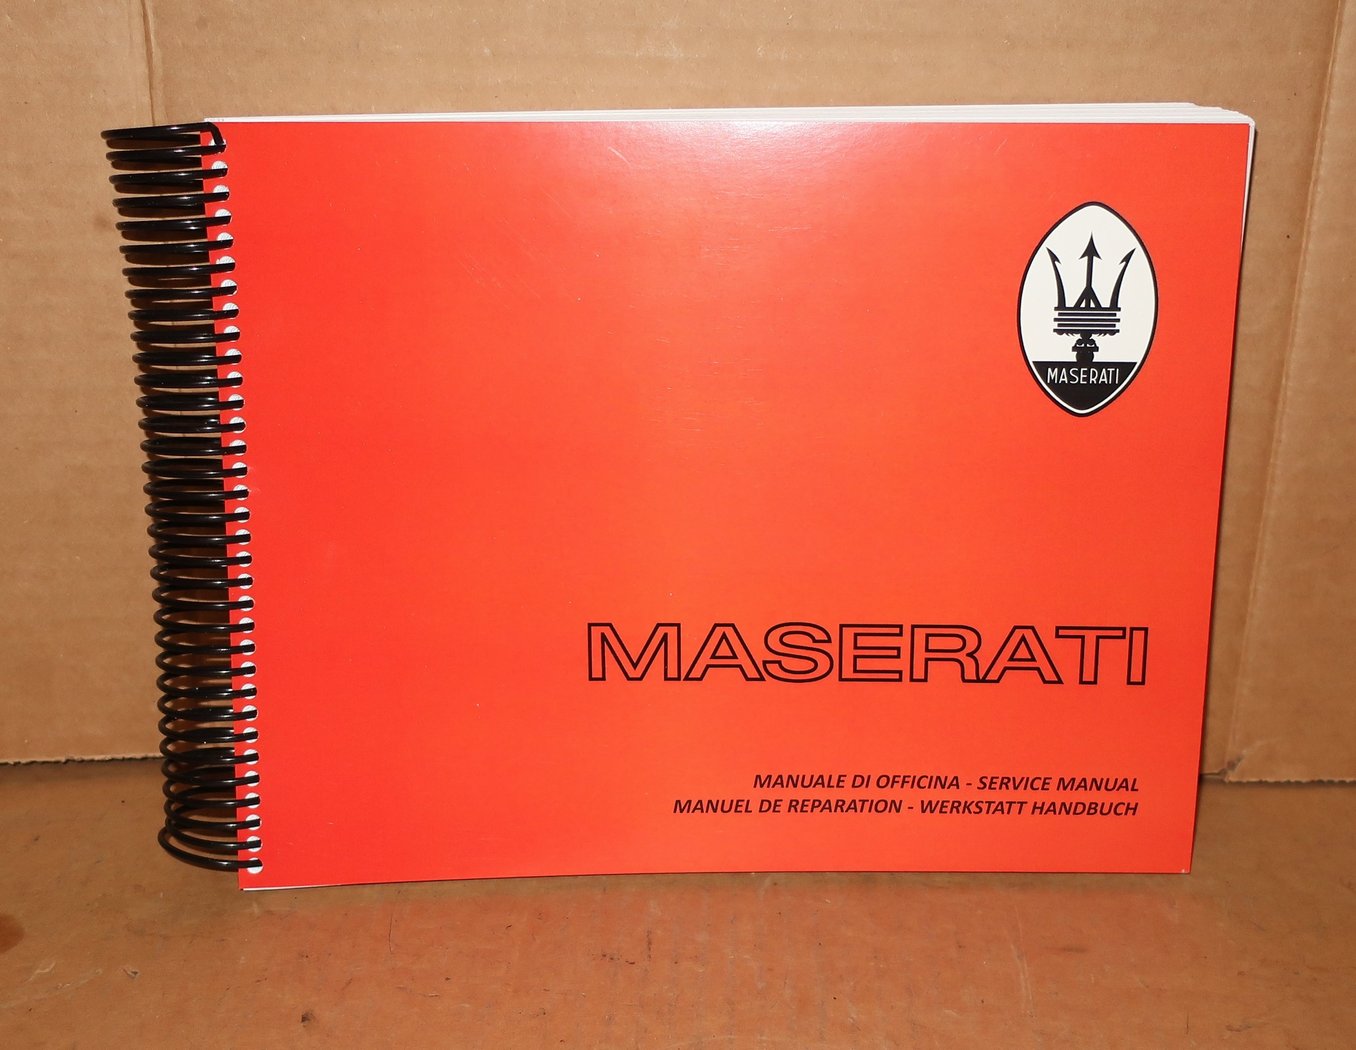 MASERATI
MASERATI
MANUALE DI OFFICINA - SERVICE MANUAL
MANUEL DE REPARATION - WERKSTATT HANDBUCH